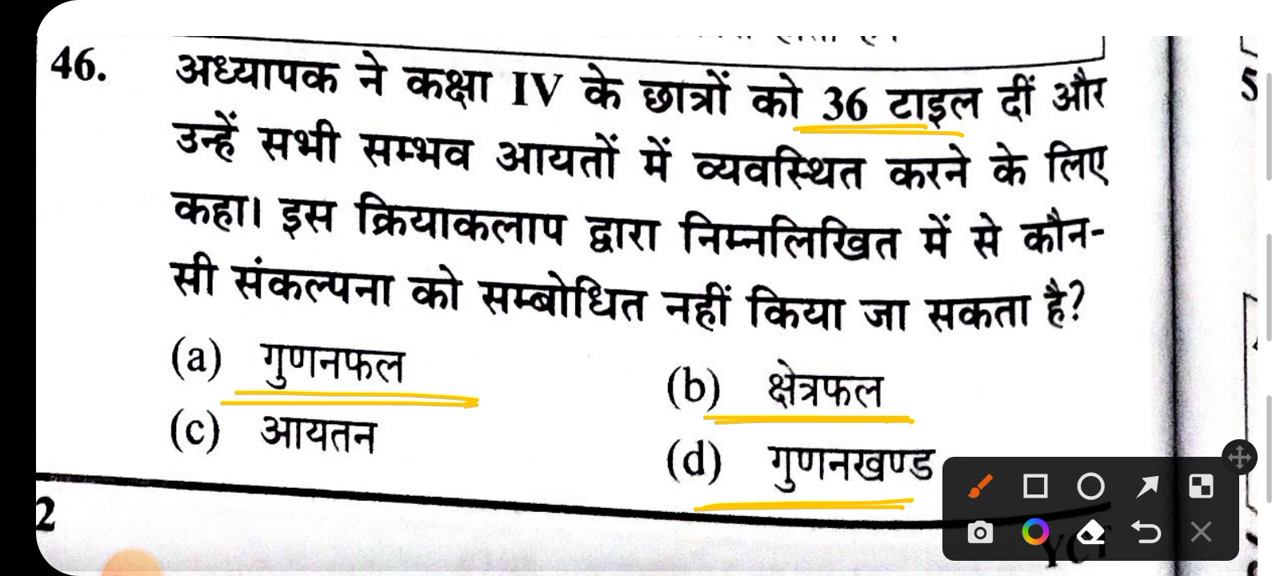 46. अध्यापक ने कक्षा IV के छात्रों को 36 टाइल दीं और
उन्हें सभी सम्भव आयतों में व्यवस्थित करने के लिए
कहा। इस क्रियाकलाप द्वारा निम्नलिखित में से कौन-
सी संकल्पना को सम्बोधित नहीं किया जा सकता है?
(a) गुणनफल
(b) क्षेत्रफल
(c) आयतन
(d) गुणनखण्ड
2
YCT
5